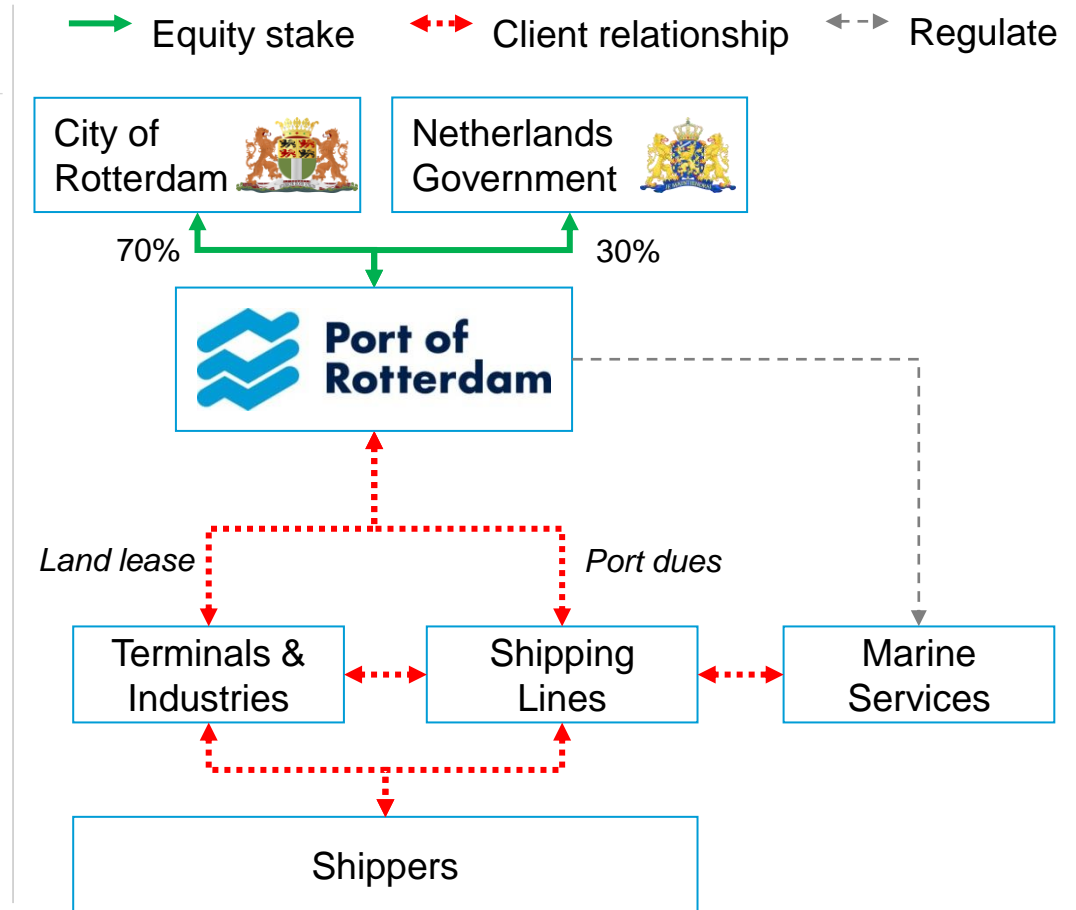 Equity stake
Client relationship
Regulate
City of
Rotterdam
Netherlands
Government
70%
30%
Port of
Rotterdam
Land lease
Port dues
Terminals &
Industries
Shipping
Lines
Marine
Services
Shippers